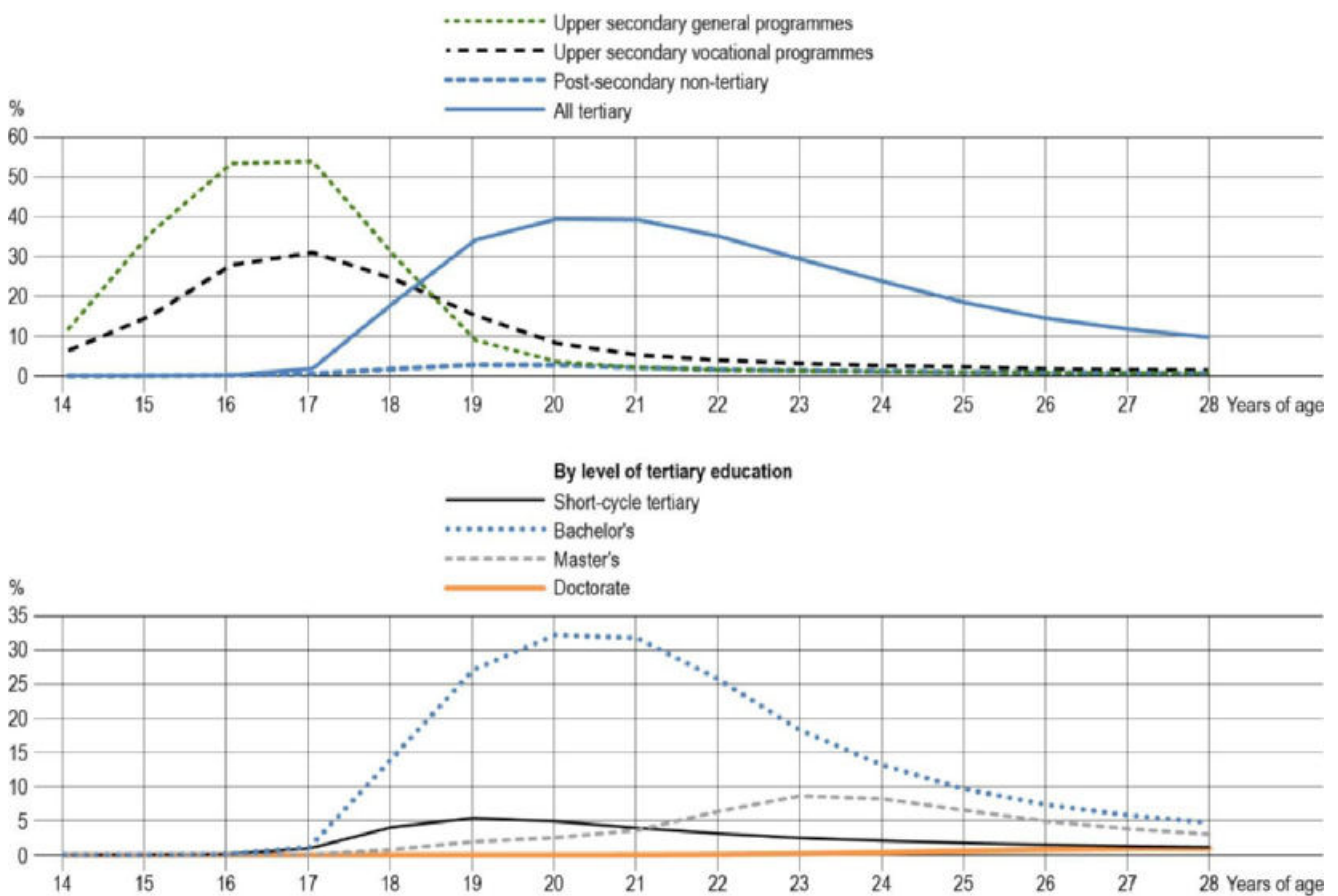 Upper secondary general programmes
Upper secondary vocational programmes
Post-secondary non-tertiary
All tertiary
%
60
50
40
30
20
10
0
14 15 16 17 18 19 20 21 22 23 24 25 26 27 28 Years of age
By level of tertiary education
Short-cycle tertiary
Bachelor's
Master's
Doctorate
%
35
30
25
20
15
10
5
0
14 15 16 17 18 19 20 21 22 23 24 25 26 27 28 Years of age